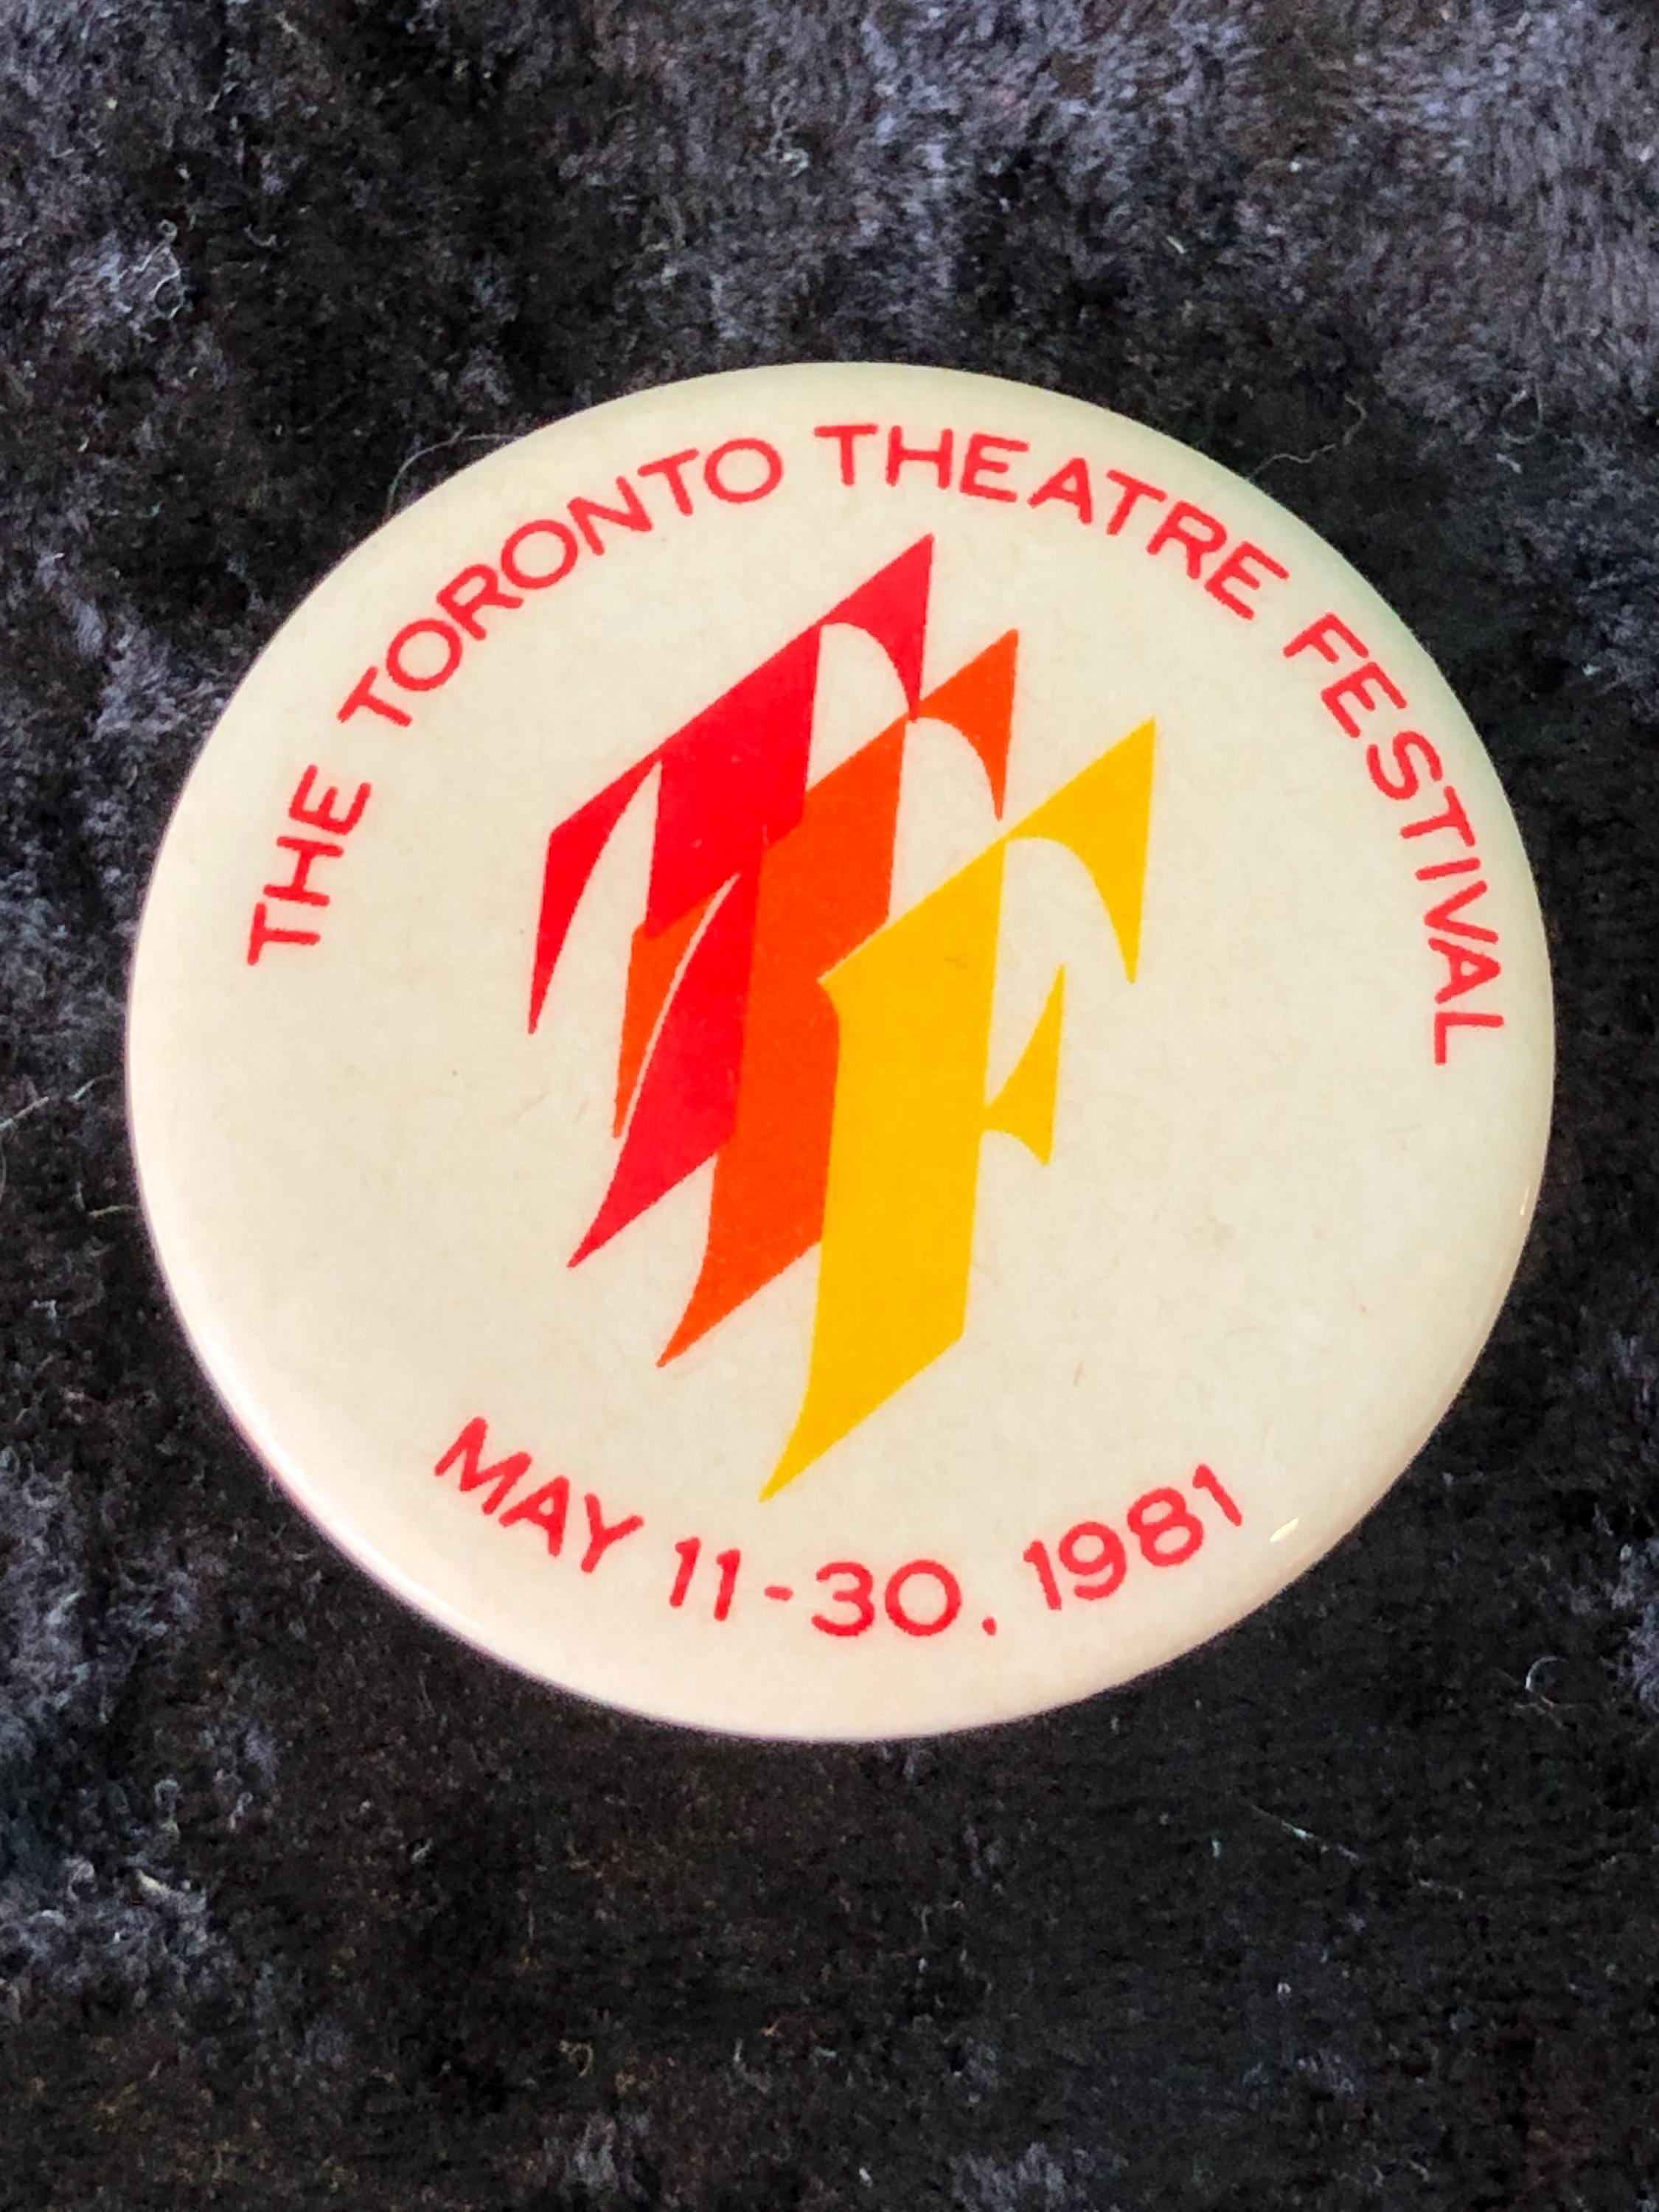 THE TORONTO THEATRE FESTIVAL
TTF
MAY 11-30, 1981